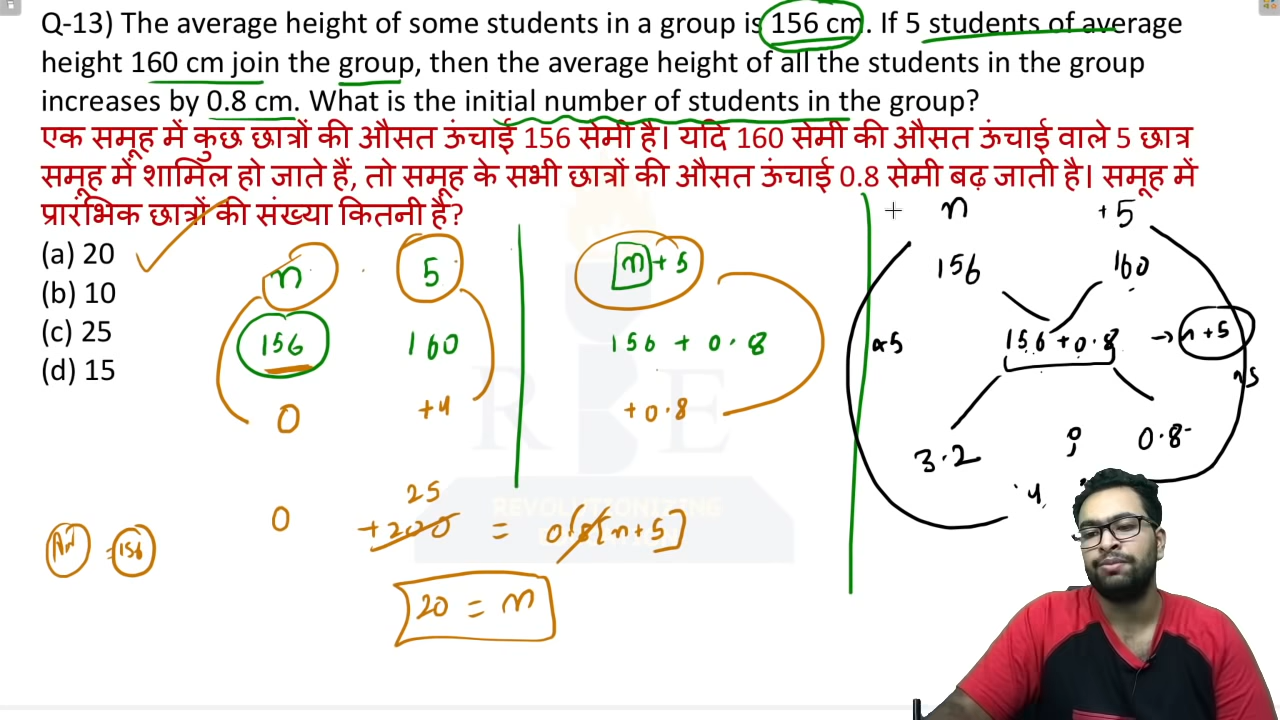 Q-13) The average height of some students in a group is 156 cm. If 5 students of average
height 160 cm join the group, then the average height of all the students in the group
increases by 0.8 cm. What is the initial number of students in the group?
एक समूह में कुछ छात्रों की औसत ऊंचाई 156 सेमी है। यदि 160 सेमी की औसत ऊंचाई वाले 5 छात्र
समूह में शामिल हो जाते हैं, तो समूह के सभी छात्रों की औसत ऊंचाई 0.8 सेमी बढ़ जाती है। समूह में
प्रारंभिक छात्रों की संख्या कितनी है?
(a) 20
(b) 10
(c) 25
(d) 15
n 5 n + 5
156 160 156 + 0.8
0 +4 +0.8
25
0 +200 = 0.8[n+5]
20 = n
156
n +5
156 160
156 + 0.8 → n + 5
3.2 : 0.8
4
R E
REVOLUTIONIZING